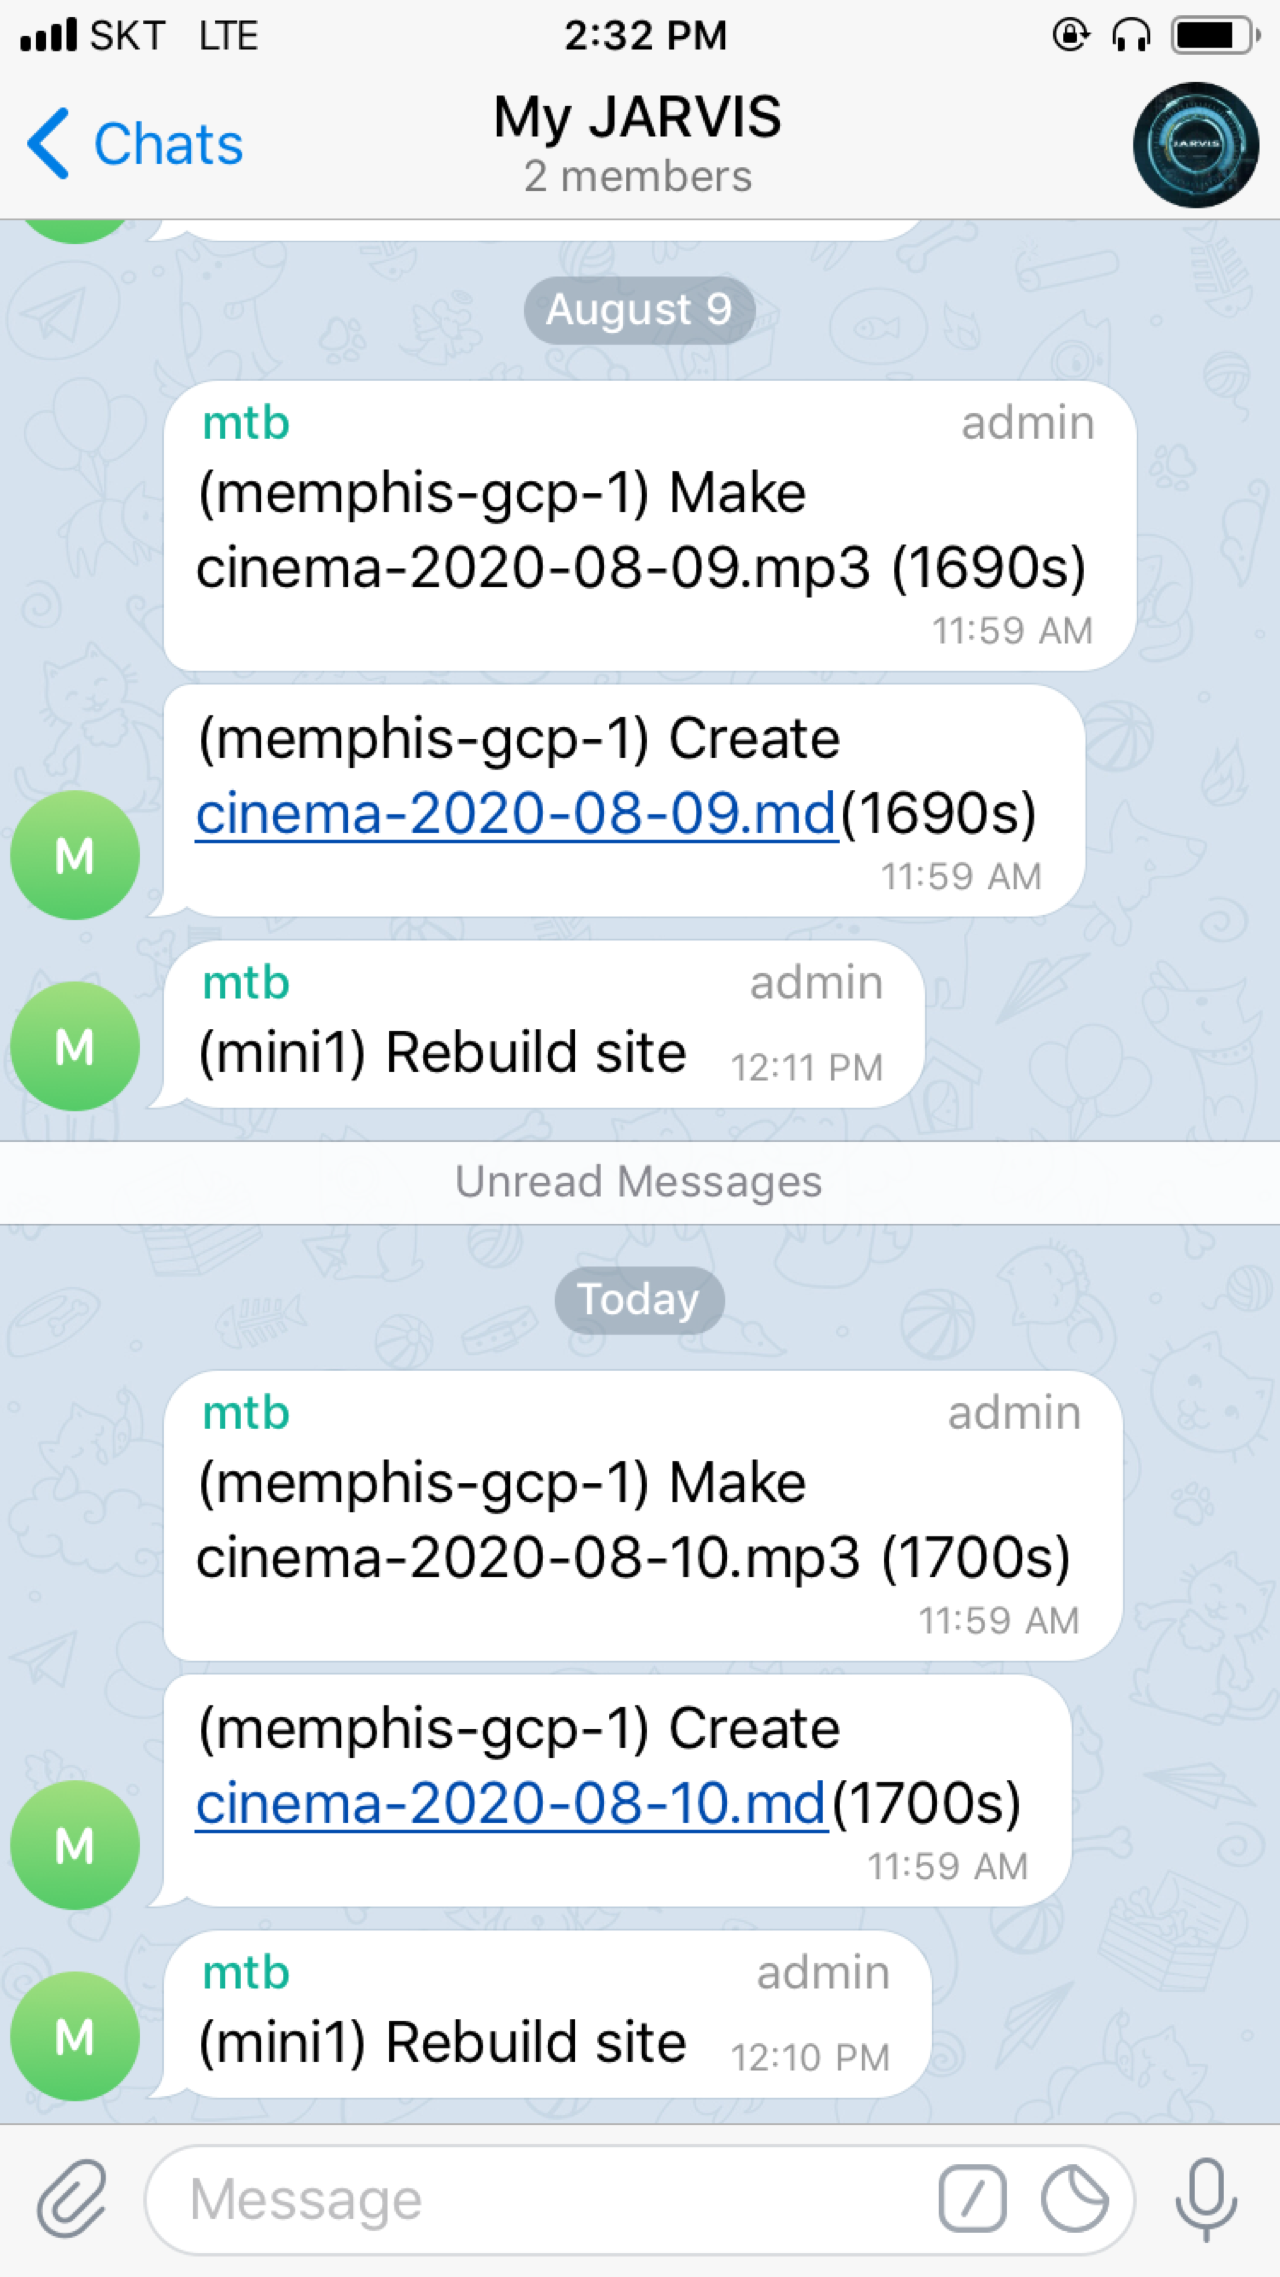 SKT LTE 2:32 PM
Chats
My JARVIS
2 members
JARVIS
August 9
mtb admin
(memphis-gcp-1) Make
cinema-2020-08-09.mp3 (1690s)
11:59 AM
(memphis-gcp-1) Create
cinema-2020-08-09.md(1690s)
11:59 AM
M
mtb admin
(mini1) Rebuild site 12:11 PM
M
Unread Messages
Today
mtb admin
(memphis-gcp-1) Make
cinema-2020-08-10.mp3 (1700s)
11:59 AM
(memphis-gcp-1) Create
cinema-2020-08-10.md(1700s)
11:59 AM
M
mtb admin
(mini1) Rebuild site 12:10 PM
M
Message